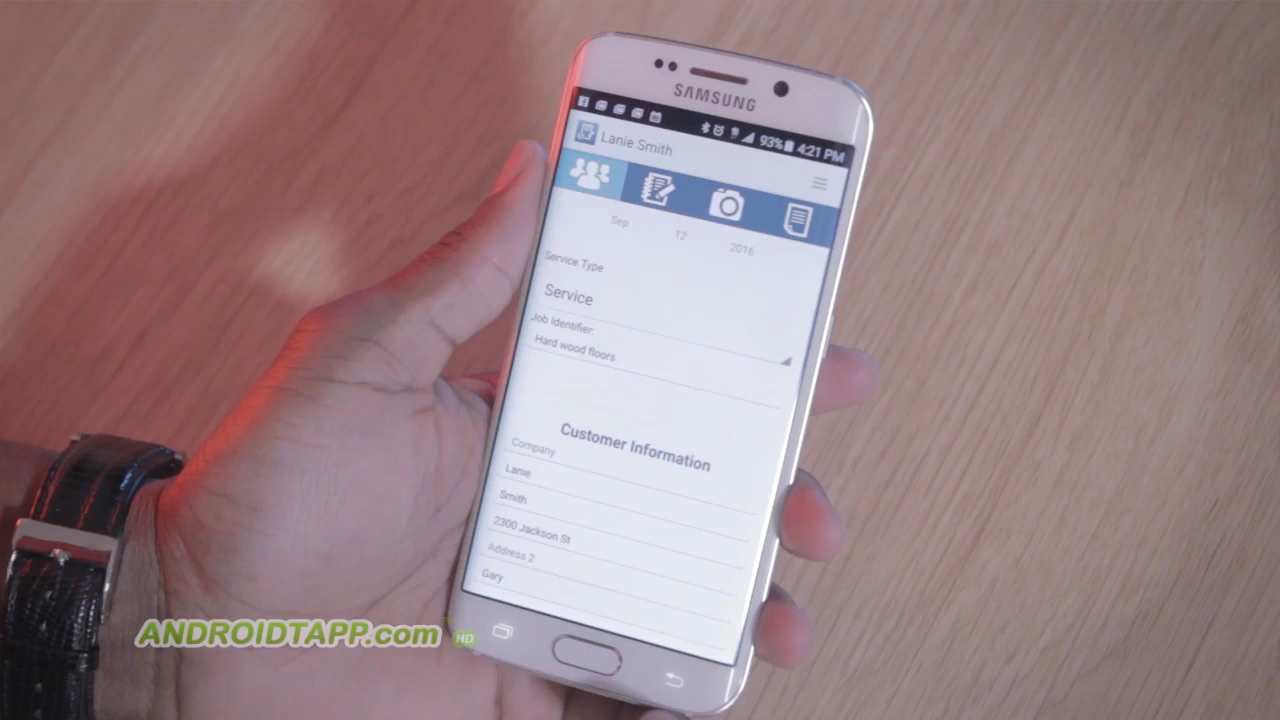 SAMSUNG
93% 4:21 PM
Lanie Smith
Sep 12 2016
Service Type
Service
Job Identifier:
Hard wood floors
Customer Information
Company
Lanie
Smith
2300 Jackson St
Address 2
Gary
ANDROIDTAPP.com HD